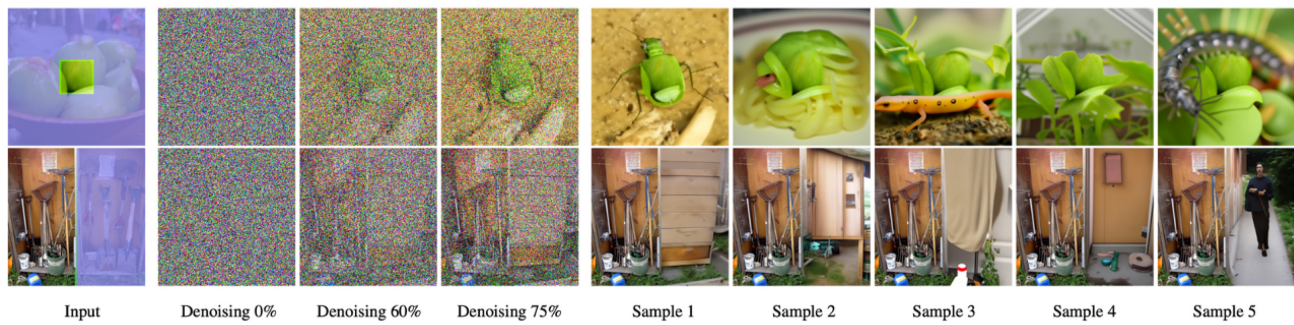 Input
Denoising 0%
Denoising 60%
Denoising 75%
Sample 1
Sample 2
Sample 3
Sample 4
Sample 5